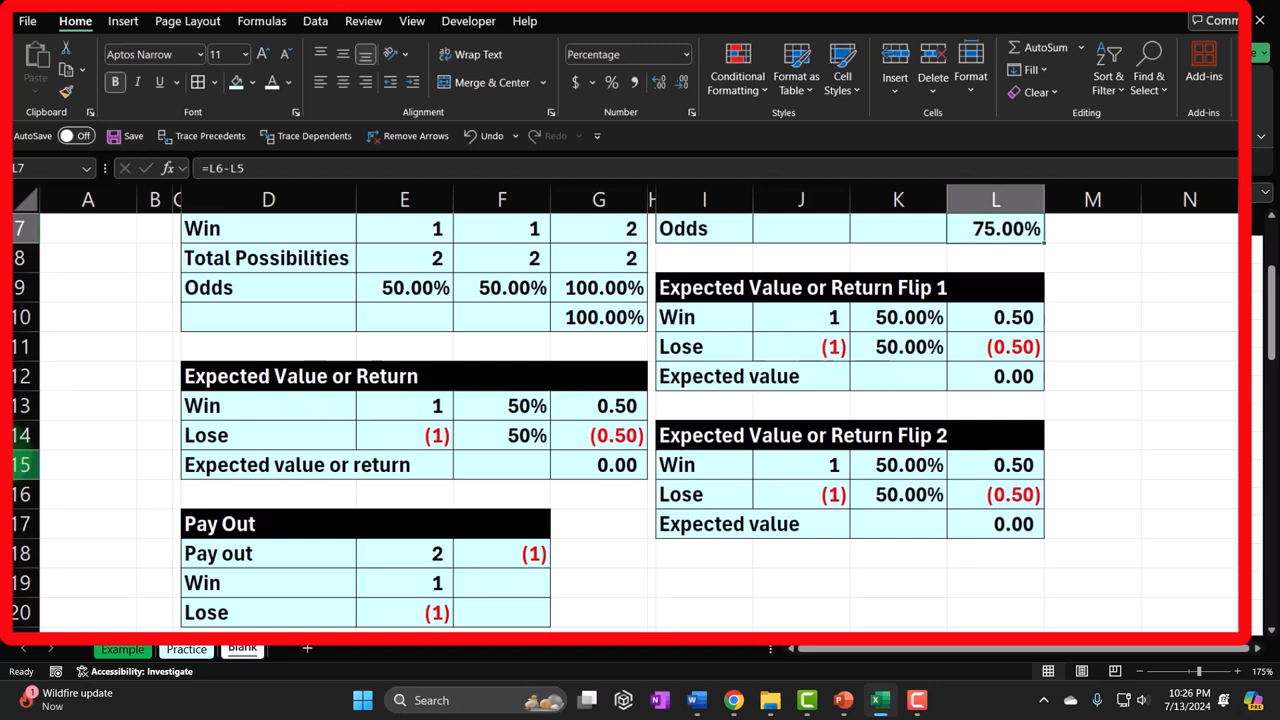 File Home Insert Page Layout Formulas Data Review View Developer Help Comm
Paste Aptos Narrow 11 Wrap Text Percentage AutoSum
B I U Merge & Center $ % Conditional Formatting Format as Table Cell Styles Insert Delete Format Fill Clear Sort & Filter Find & Select Add-ins
Clipboard Font Alignment Number Styles Cells Editing Add-ins
AutoSave Off Save Trace Precedents Trace Dependents Remove Arrows Undo Redo
L7 fx =L6-L5
A B C D E F G H I J K L M N
7 Win 1 1 2 Odds 75.00%
8 Total Possibilities 2 2 2
9 Odds 50.00% 50.00% 100.00% Expected Value or Return Flip 1
10 100.00% Win 1 50.00% 0.50
11 Lose (1) 50.00% (0.50)
12 Expected Value or Return Expected value 0.00
13 Win 1 50% 0.50
14 Lose (1) 50% (0.50) Expected Value or Return Flip 2
15 Expected value or return 0.00 Win 1 50.00% 0.50
16 Lose (1) 50.00% (0.50)
17 Pay Out Expected value 0.00
18 Pay out 2 (1)
19 Win 1
20 Lose (1)
Example Practice Blank
Ready Accessibility: Investigate 175%
Wildfire update
Now
1
Search
10:26 PM
7/13/2024